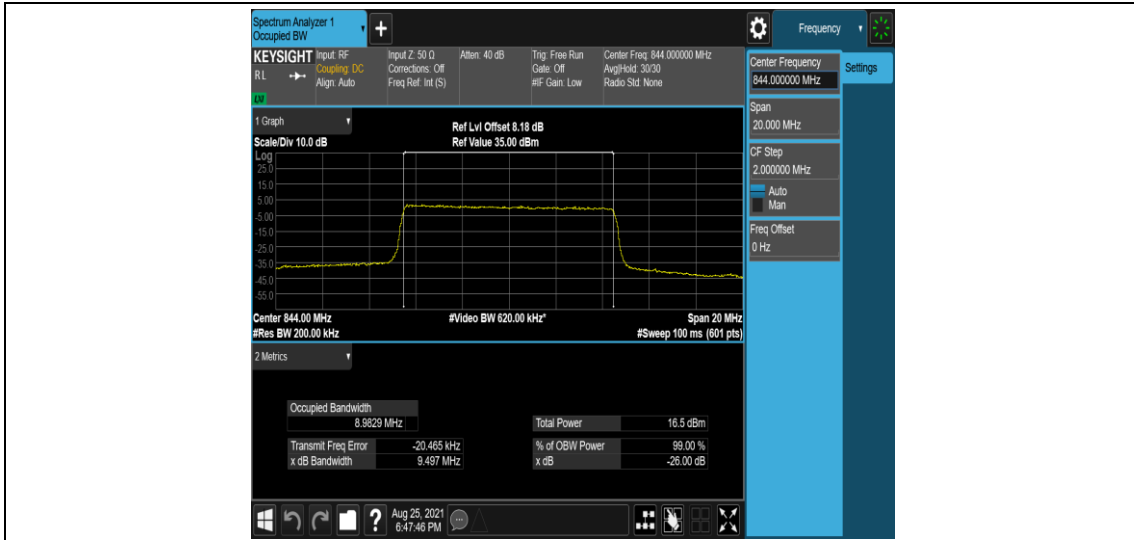 Spectrum Analyzer 1
Occupied BW
+
Frequency
KEYSIGHT
RL
LXI
Input: RF
Coupling: DC
Align: Auto
Input Z: 50 Ω
Corrections: Off
Freq Ref: Int (S)
Atten: 40 dB
Trig: Free Run
Gate: Off
#IF Gain: Low
Center Freq: 844.000000 MHz
Avg|Hold: 30/30
Radio Std: None
Center Frequency
844.000000 MHz
Settings
Span
20.000 MHz
CF Step
2.000000 MHz
Auto
Man
Freq Offset
0 Hz
1 Graph
Scale/Div 10.0 dB
Ref Lvl Offset 8.18 dB
Ref Value 35.00 dBm
Log
25.0
15.0
5.00
-5.00
-15.0
-25.0
-35.0
-45.0
-55.0
Center 844.00 MHz
#Video BW 620.00 kHz*
Span 20 MHz
#Res BW 200.00 kHz
#Sweep 100 ms (601 pts)
2 Metrics
Occupied Bandwidth
8.9829 MHz
Total Power 16.5 dBm
Transmit Freq Error -20.465 kHz
% of OBW Power 99.00 %
x dB Bandwidth 9.497 MHz
x dB -26.00 dB
?
Aug 25, 2021
6:47:46 PM